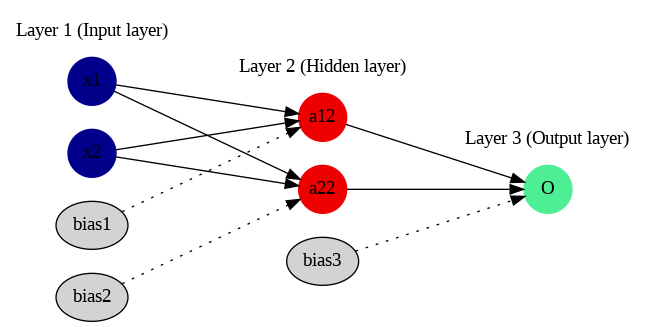 Layer 1 (Input layer)
x1
x2
bias1
bias2
Layer 2 (Hidden layer)
a12
a22
bias3
Layer 3 (Output layer)
O